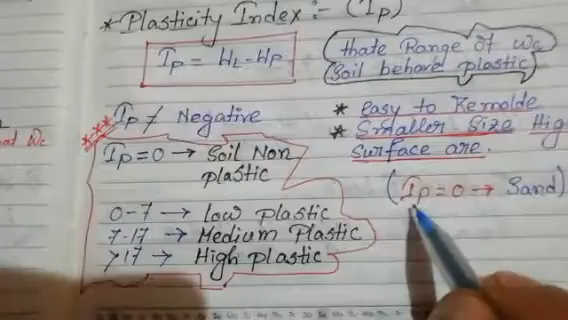 * Plasticity Index :- (Ip)
Ip = WL - WP
thate Range of Wc
Soil behave plastic
*** Ip ≠ Negative
Ip = 0 → Soil Non
plastic
0-7 → low plastic
7-17 → Medium Plastic
>17 → High plastic
* easy to Remolde
* Smaller Size Hig
surface are.
(Ip = 0 → Sand)